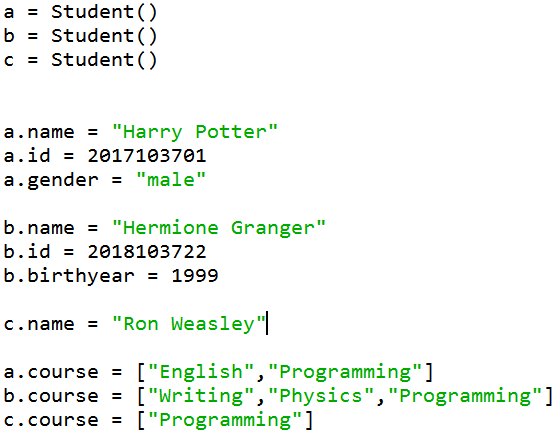 a = Student()
b = Student()
c = Student()
a.name = "Harry Potter"
a.id = 2017103701
a.gender = "male"
b.name = "Hermione Granger"
b.id = 2018103722
b.birthyear = 1999
c.name = "Ron Weasley"
a.course = ["English","Programming"]
b.course = ["Writing","Physics","Programming"]
c.course = ["Programming"]